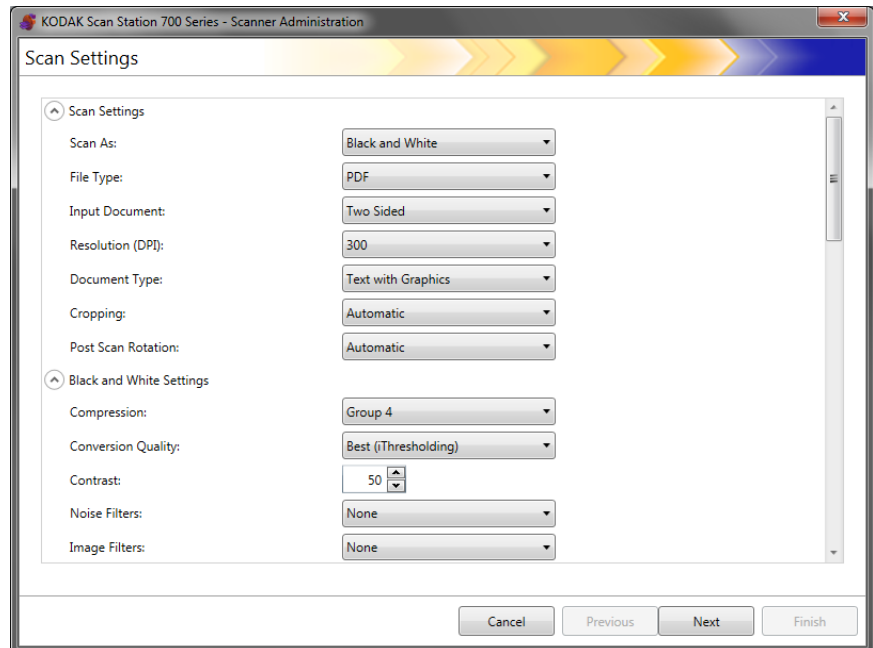 KODAK Scan Station 700 Series - Scanner Administration
Scan Settings
Scan Settings
Scan As: Black and White
File Type: PDF
Input Document: Two Sided
Resolution (DPI): 300
Document Type: Text with Graphics
Cropping: Automatic
Post Scan Rotation: Automatic
Black and White Settings
Compression: Group 4
Conversion Quality: Best (iThresholding)
Contrast: 50
Noise Filters: None
Image Filters: None
Cancel Previous Next Finish